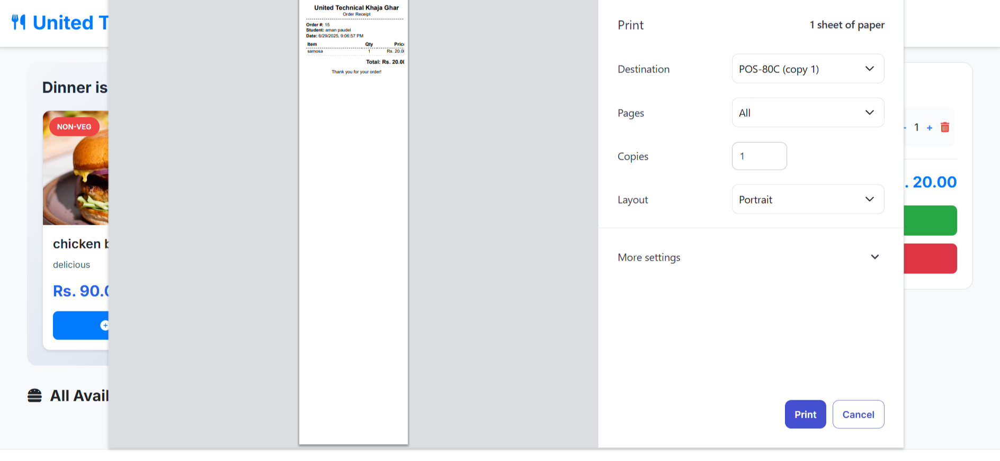 United T
Dinner is
NON-VEG
chicken b
delicious
Rs. 90.0
All Avail
United Technical Khaja Ghar
Order Receipt
Order #: 15
Student: aman paudel
Date: 6/29/2025, 9:06:57 PM
Item Qty Price
samosa 1 Rs. 20.00
Total: Rs. 20.00
Thank you for your order!
Print 1 sheet of paper
Destination POS-80C (copy 1)
Pages All
Copies 1
Layout Portrait
More settings
Print Cancel
- 1 +
. 20.00